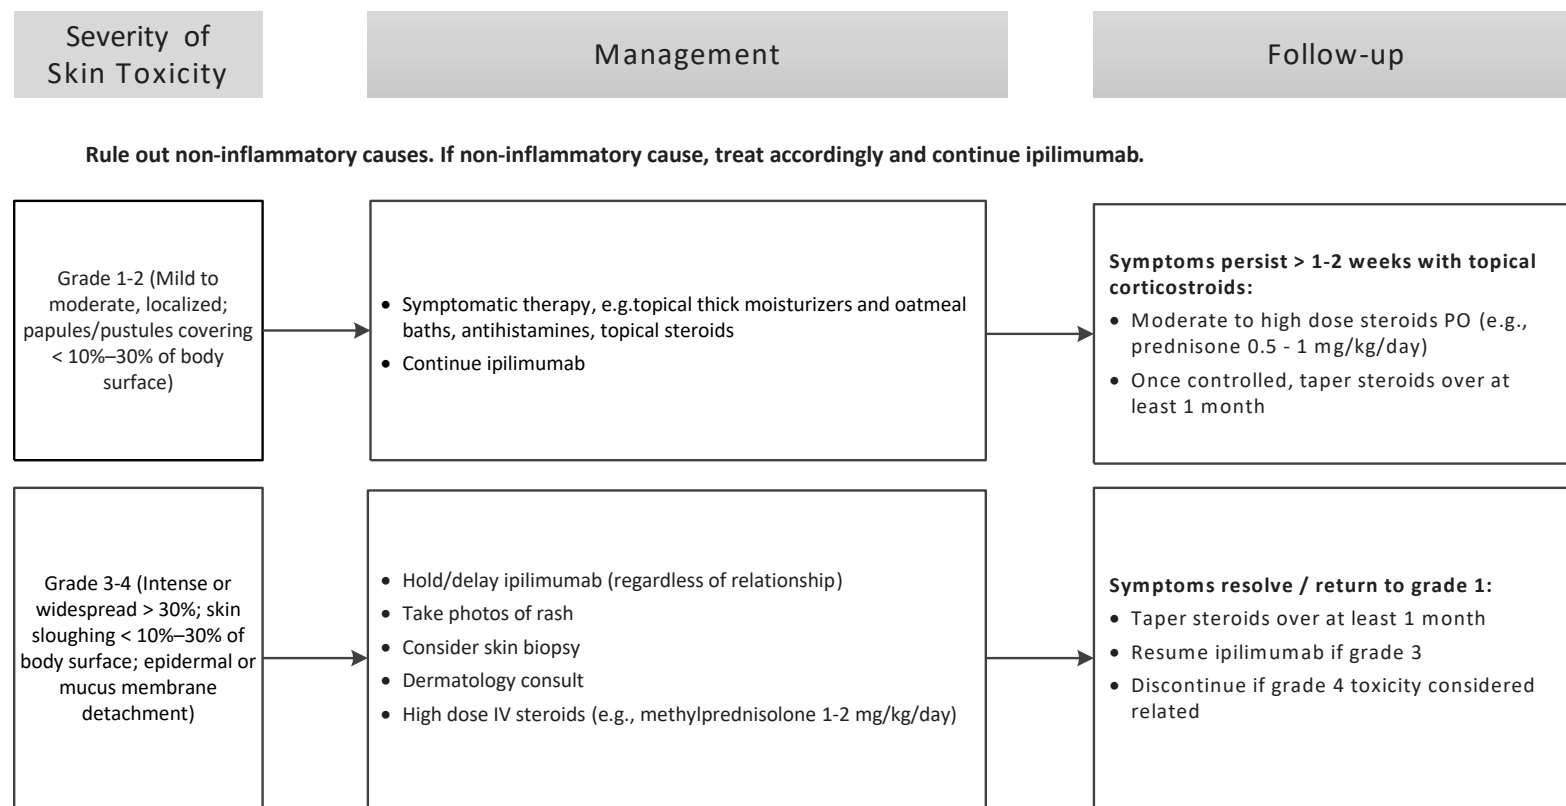 Severity of
Skin Toxicity
Management
Follow-up
Rule out non-inflammatory causes. If non-inflammatory cause, treat accordingly and continue ipilimumab.
Grade 1-2 (Mild to
moderate, localized;
papules/pustules covering
< 10%–30% of body
surface)
• Symptomatic therapy, e.g.topical thick moisturizers and oatmeal
baths, antihistamines, topical steroids
• Continue ipilimumab
Symptoms persist > 1-2 weeks with topical
corticostroids:
• Moderate to high dose steroids PO (e.g.,
prednisone 0.5 - 1 mg/kg/day)
• Once controlled, taper steroids over at
least 1 month
Grade 3-4 (Intense or
widespread > 30%; skin
sloughing < 10%–30% of
body surface; epidermal or
mucus membrane
detachment)
• Hold/delay ipilimumab (regardless of relationship)
• Take photos of rash
• Consider skin biopsy
• Dermatology consult
• High dose IV steroids (e.g., methylprednisolone 1-2 mg/kg/day)
Symptoms resolve / return to grade 1:
• Taper steroids over at least 1 month
• Resume ipilimumab if grade 3
• Discontinue if grade 4 toxicity considered
related